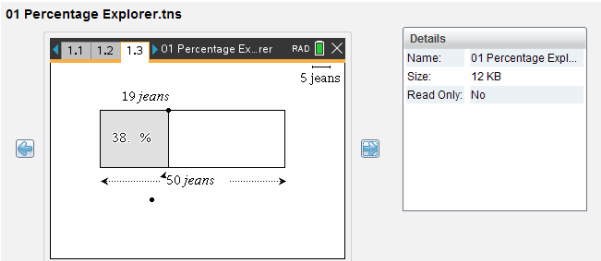 01 Percentage Explorer.tns
1.1 1.2 1.3 01 Percentage Ex…rer RAD
5 jeans
19 jeans
38. %
50 jeans
Details
Name: 01 Percentage Expl...
Size: 12 KB
Read Only: No